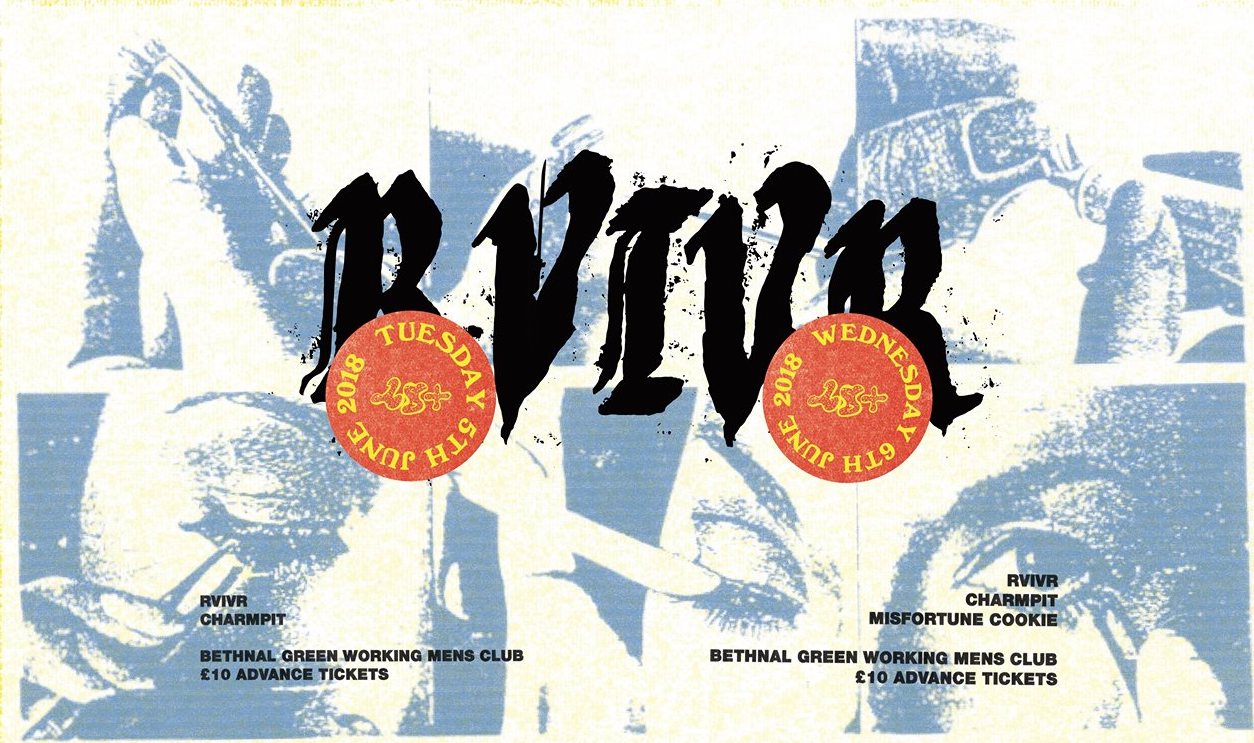 RVIVR
TUESDAY 5TH JUNE 2018
WEDNESDAY 6TH JUNE 2018
RVIVR
CHARMPIT
BETHNAL GREEN WORKING MENS CLUB
£10 ADVANCE TICKETS
RVIVR
CHARMPIT
MISFORTUNE COOKIE
BETHNAL GREEN WORKING MENS CLUB
£10 ADVANCE TICKETS